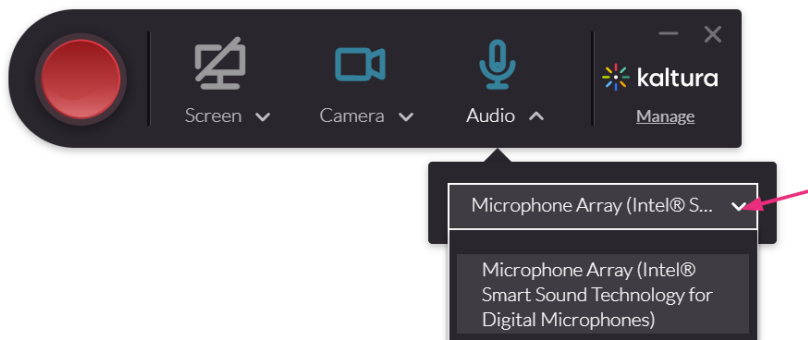 Screen
Camera
Audio
kaltura
Manage
Microphone Array (Intel® S...
Microphone Array (Intel®
Smart Sound Technology for
Digital Microphones)